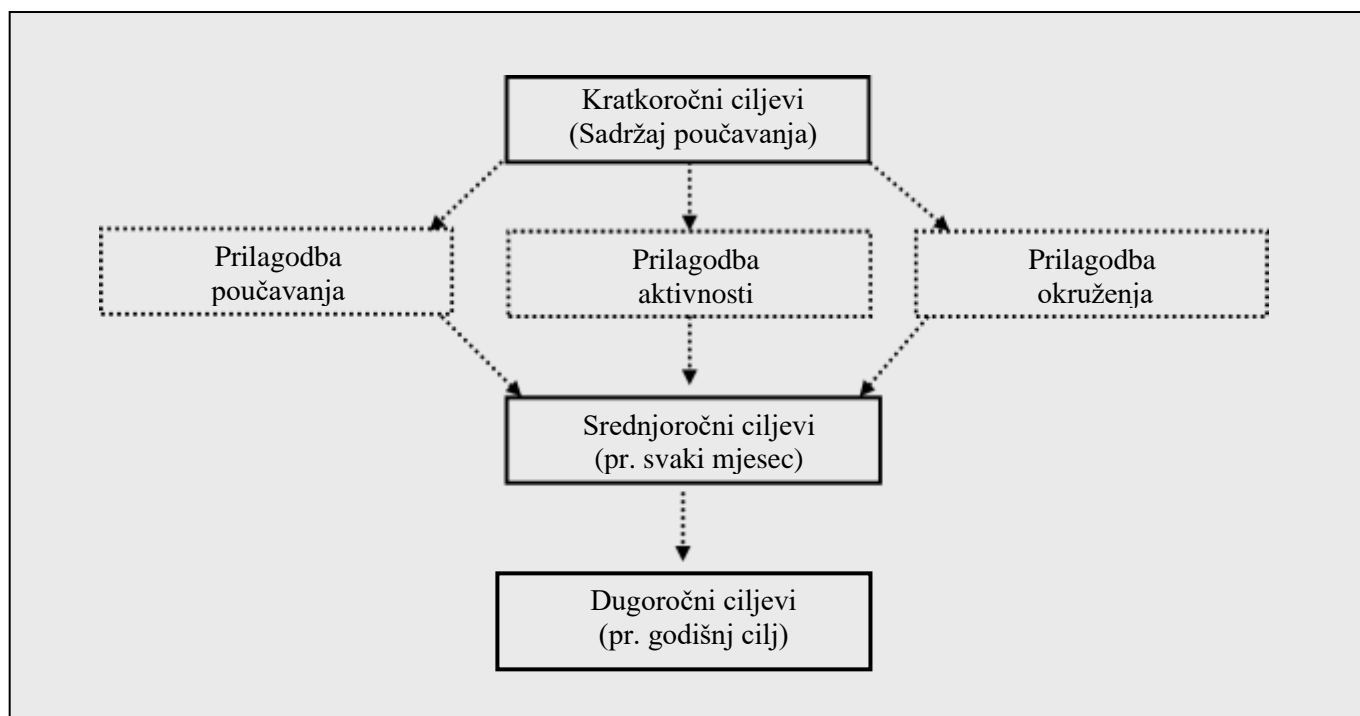 Kratkoročni ciljevi
(Sadržaj poučavanja)
Prilagodba
poučavanja
Prilagodba
aktivnosti
Prilagodba
okruženja
Srednjoročni ciljevi
(pr. svaki mjesec)
Dugoročni ciljevi
(pr. godišnj cilj)